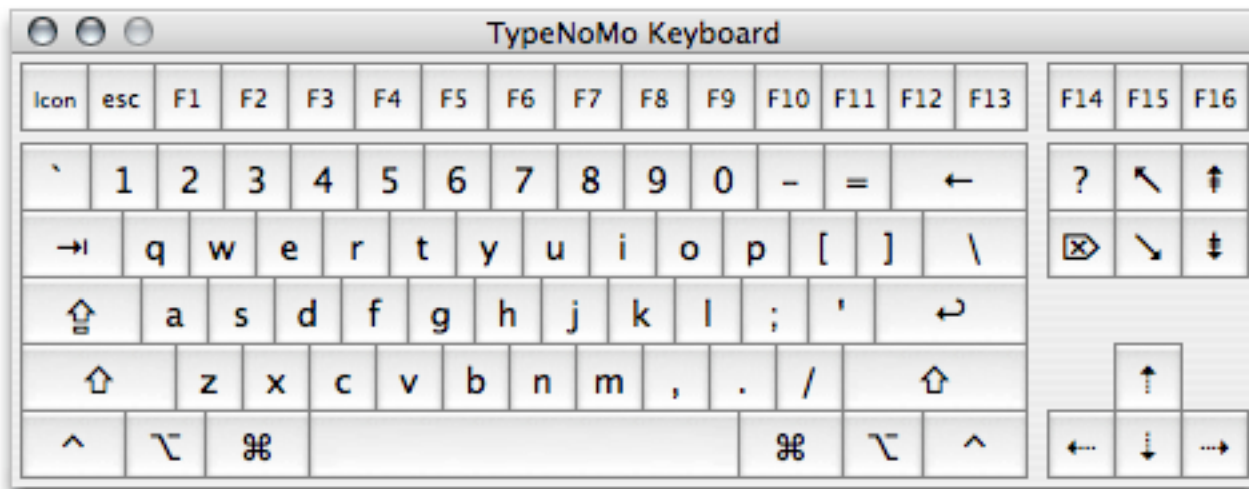 TypeNoMo Keyboard
Icon esc F1 F2 F3 F4 F5 F6 F7 F8 F9 F10 F11 F12 F13 F14 F15 F16
` 1 2 3 4 5 6 7 8 9 0 - = ← ? ↖ ⇞
⇥ q w e r t y u i o p [ ] \ ⌦ ↘ ⇟
⇪ a s d f g h j k l ; ' ↩
⇧ z x c v b n m , . / ⇧ ⇡
^ ⌥ ⌘ ⌘ ⌥ ^ ⇠ ⇣ ⇢